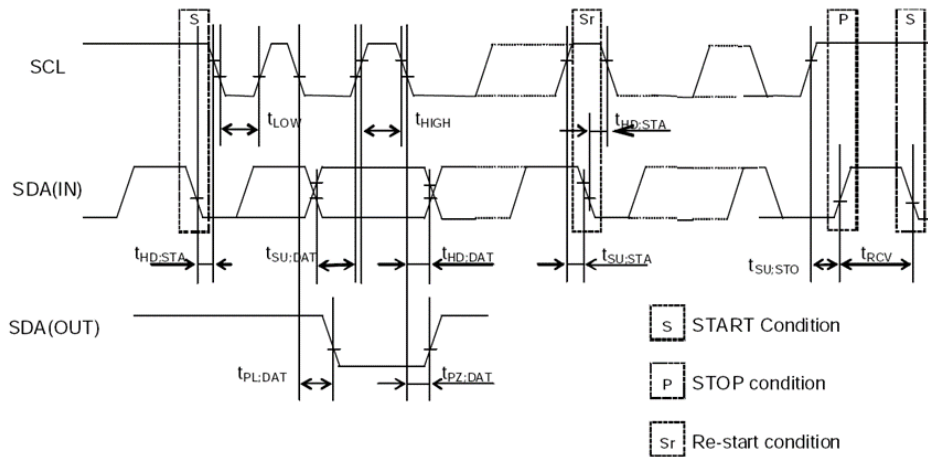 S Sr P S
SCL
tLOW tHIGH tHD;STA
SDA(IN)
tHD;STA tSU;DAT tHD;DAT tSU;STA tSU;STO tRCV
SDA(OUT)
S START Condition
tPL;DAT tPZ;DAT
P STOP condition
Sr Re-start condition